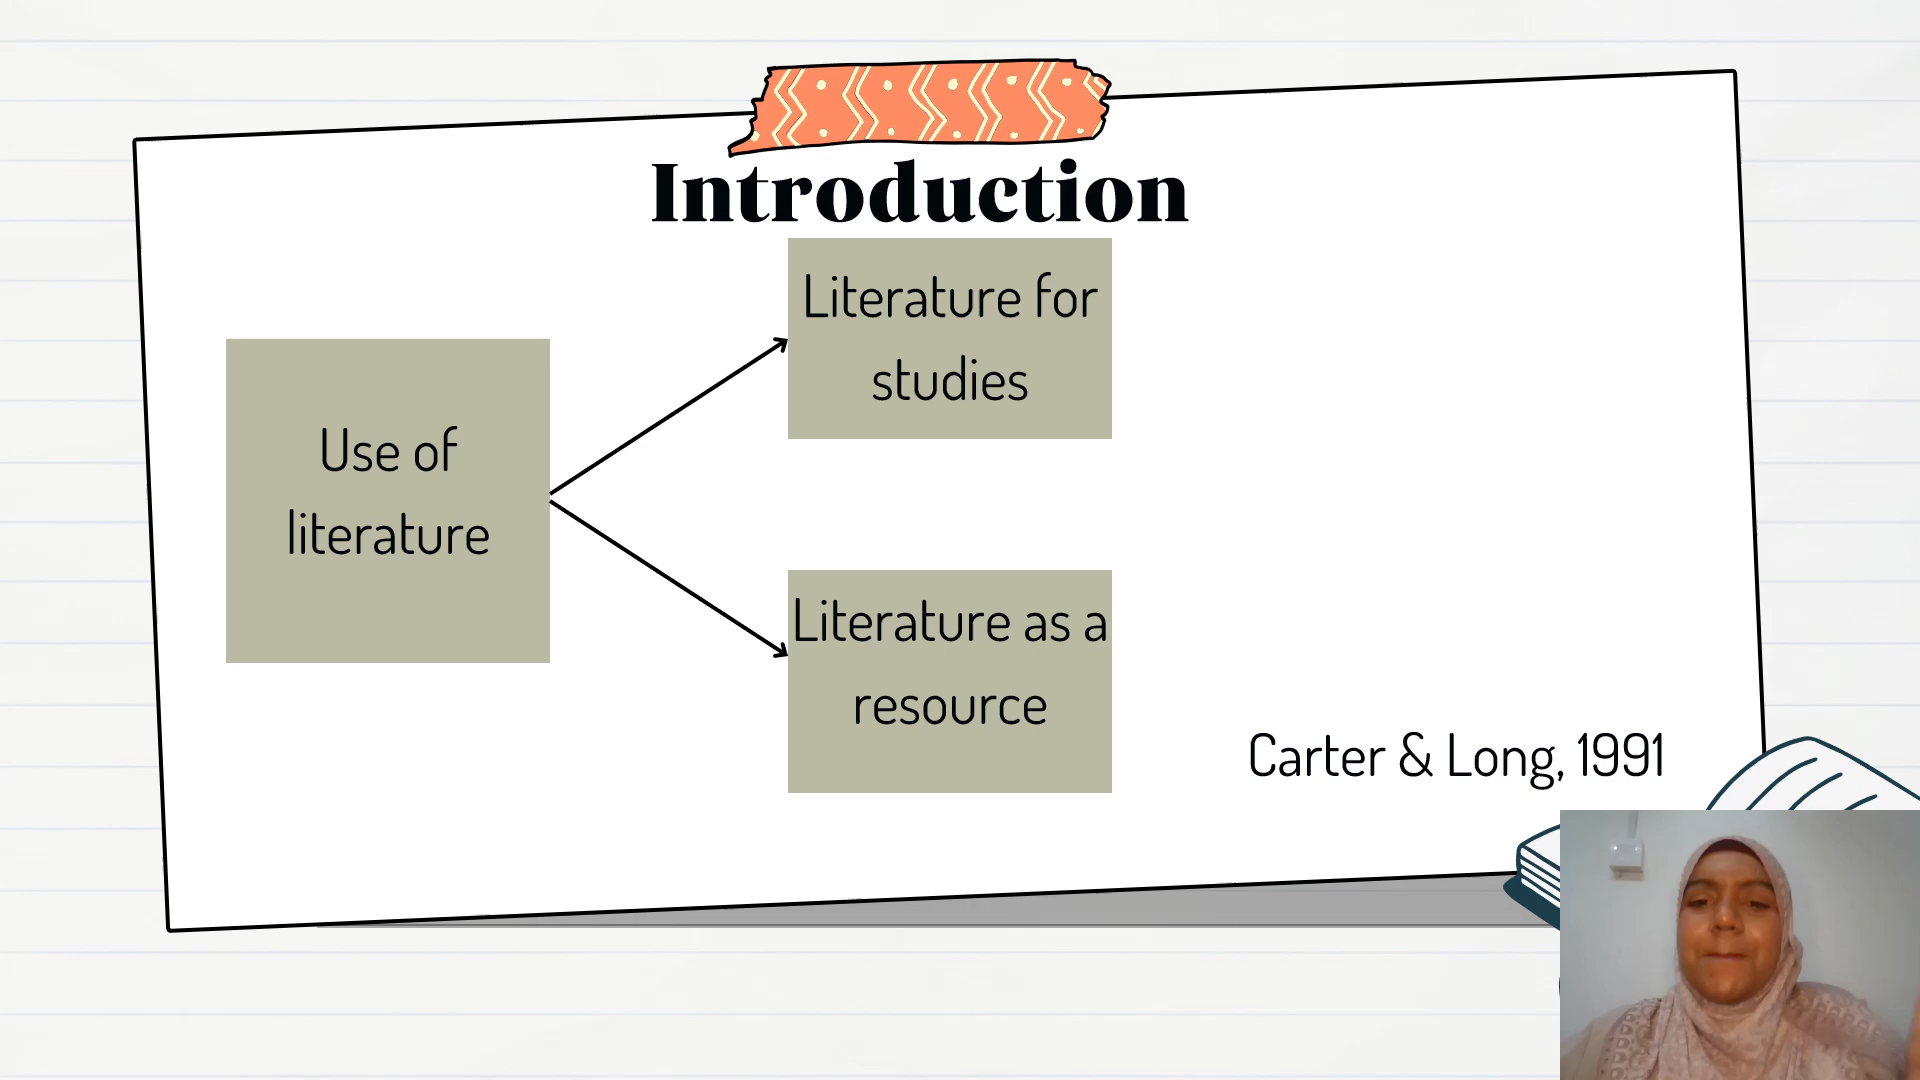 Introduction
Use of
literature
Literature for
studies
Literature as a
resource
Carter & Long, 1991